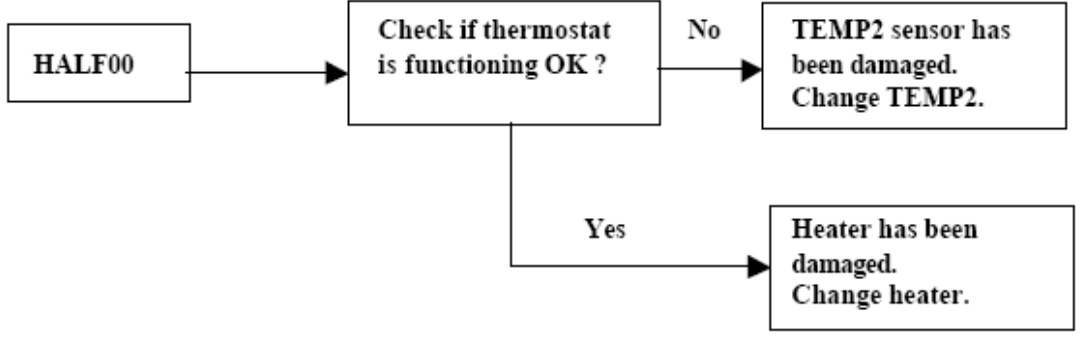 HALF00
Check if thermostat
is functioning OK ?
No
TEMP2 sensor has
been damaged.
Change TEMP2.
Yes
Heater has been
damaged.
Change heater.